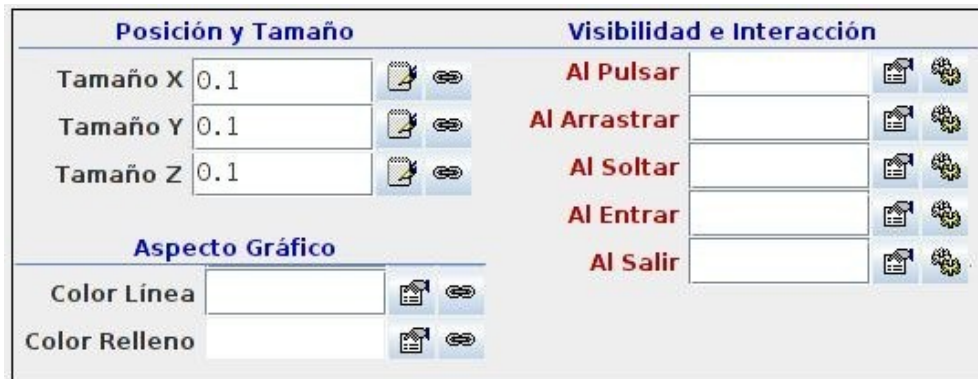 Posición y Tamaño
Tamaño X 0.1
Tamaño Y 0.1
Tamaño Z 0.1
Aspecto Gráfico
Color Línea
Color Relleno
Visibilidad e Interacción
Al Pulsar
Al Arrastrar
Al Soltar
Al Entrar
Al Salir